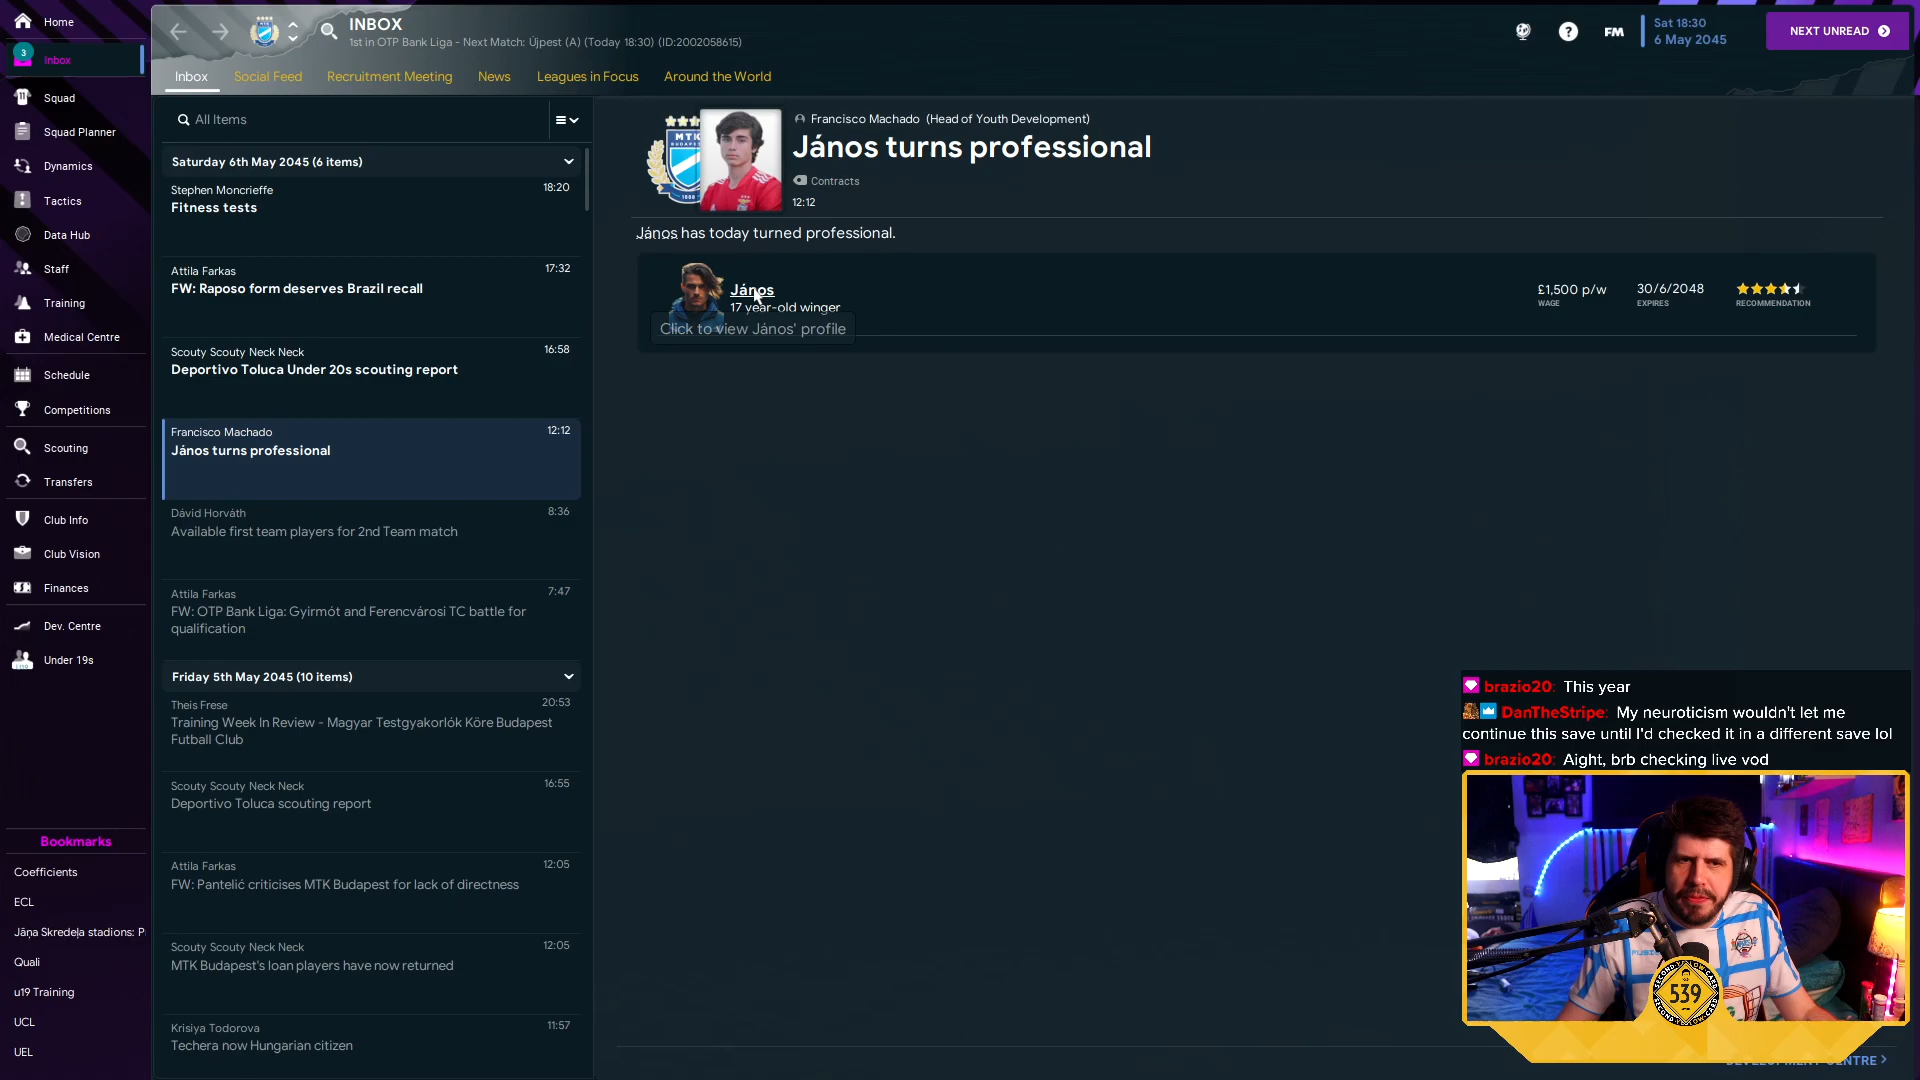 Home
3
Inbox
Squad
Squad Planner
Dynamics
Tactics
Data Hub
Staff
Training
Medical Centre
Schedule
Competitions
Scouting
Transfers
Club Info
Club Vision
Finances
Dev. Centre
Under 19s
Bookmarks
Coefficients
ECL
Jāņa Skredeļa stadions: P
Quali
u19 Training
UCL
UEL
INBOX
1st in OTP Bank Liga - Next Match: Újpest (A) (Today 18:30) (ID:2002058615)
FM
Sat 18:30
6 May 2045
NEXT UNREAD
Inbox Social Feed Recruitment Meeting News Leagues in Focus Around the World
All Items
Saturday 6th May 2045 (6 items)
Stephen Moncrieffe 18:20
Fitness tests
Attila Farkas 17:32
FW: Raposo form deserves Brazil recall
Scouty Scouty Neck Neck 16:58
Deportivo Toluca Under 20s scouting report
Francisco Machado 12:12
János turns professional
Dávid Horváth 8:36
Available first team players for 2nd Team match
Attila Farkas 7:47
FW: OTP Bank Liga: Gyirmót and Ferencvárosi TC battle for
qualification
Friday 5th May 2045 (10 items)
Theis Frese 20:53
Training Week In Review - Magyar Testgyakorlók Köre Budapest
Futball Club
Scouty Scouty Neck Neck 16:55
Deportivo Toluca scouting report
Attila Farkas 12:05
FW: Pantelić criticises MTK Budapest for lack of directness
Scouty Scouty Neck Neck 12:05
MTK Budapest's loan players have now returned
Krisiya Todorova 11:57
Techera now Hungarian citizen
MTK
BUDAPEST
1888
Francisco Machado (Head of Youth Development)
János turns professional
Contracts
12:12
János has today turned professional.
János
17 year-old winger
Click to view János' profile
£1,500 p/w 30/6/2048
WAGE EXPIRES RECOMMENDATION
brazio20: This year
DanTheStripe: My neuroticism wouldn't let me
continue this save until I'd checked it in a different save lol
brazio20: Aight, brb checking live vod
SECOND YELLOW CARD
539
DEVELOPMENT CENTRE